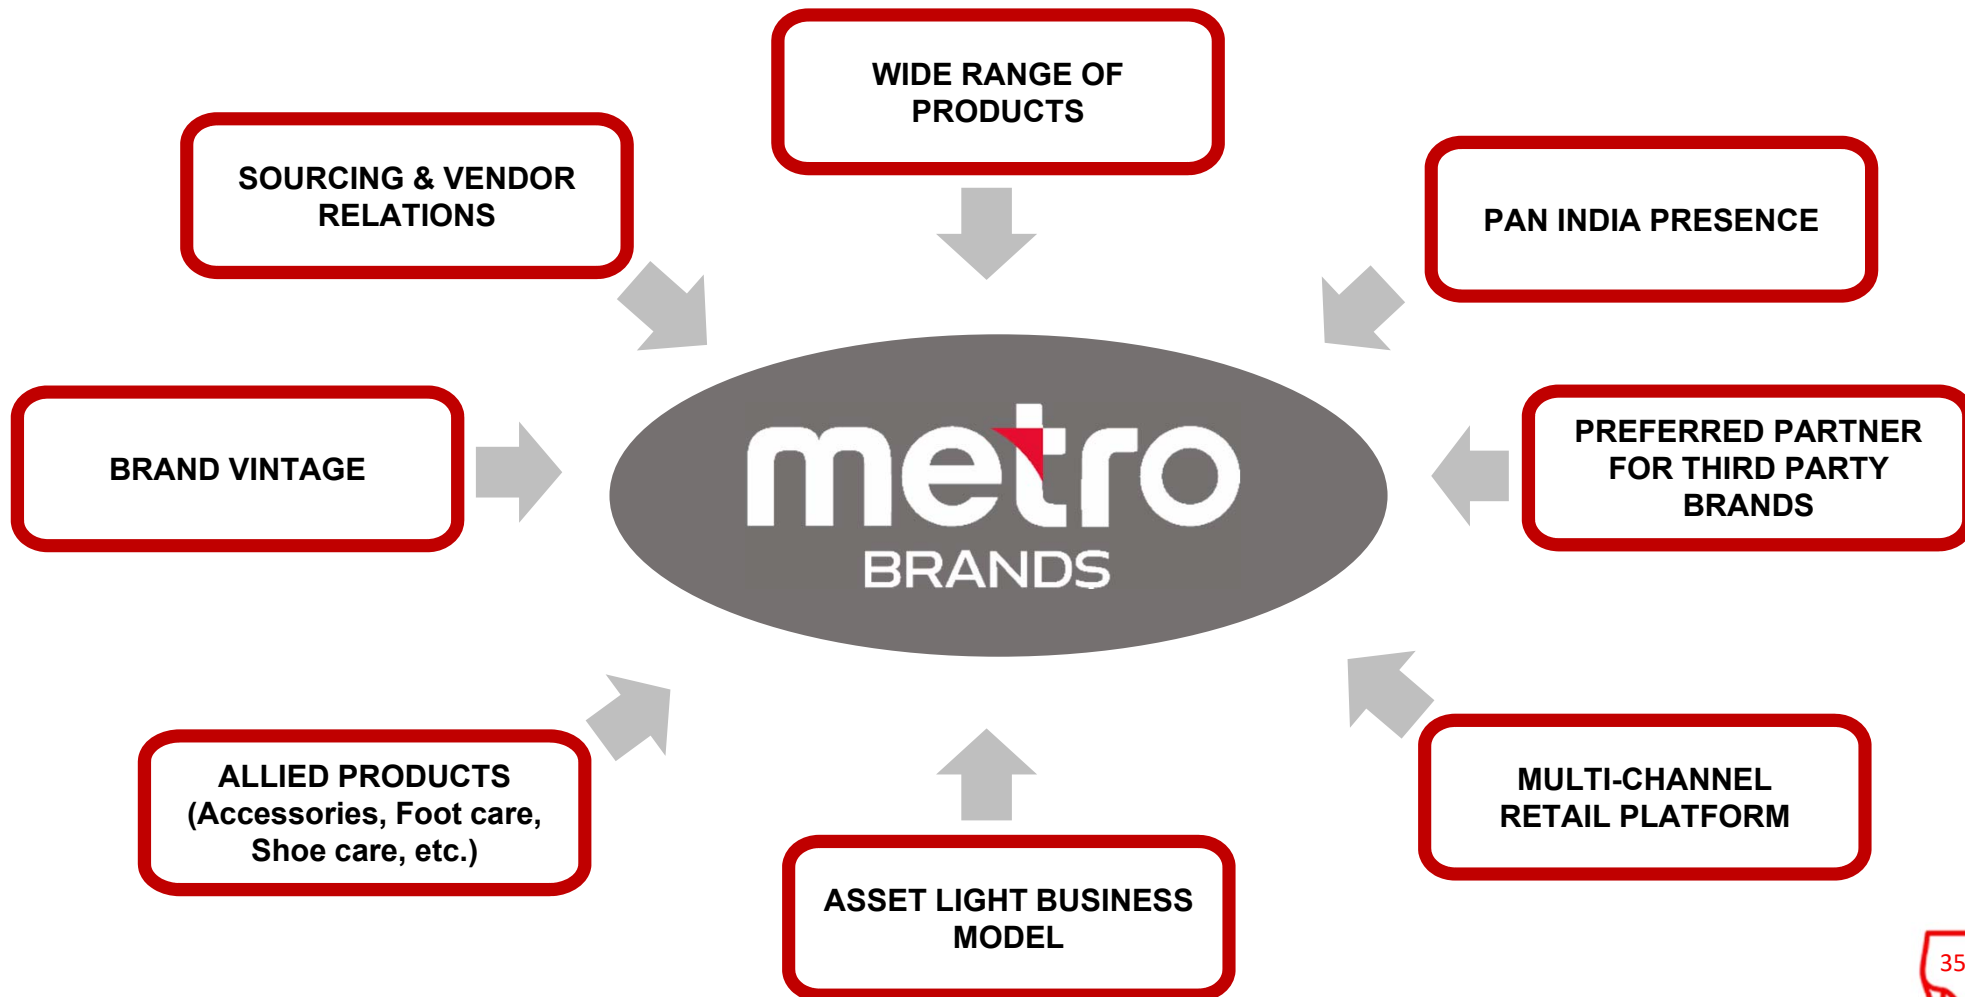 WIDE RANGE OF
PRODUCTS
SOURCING & VENDOR
RELATIONS
PAN INDIA PRESENCE
BRAND VINTAGE
metro
BRANDS
PREFERRED PARTNER
FOR THIRD PARTY
BRANDS
ALLIED PRODUCTS
(Accessories, Foot care,
Shoe care, etc.)
MULTI-CHANNEL
RETAIL PLATFORM
ASSET LIGHT BUSINESS
MODEL
35